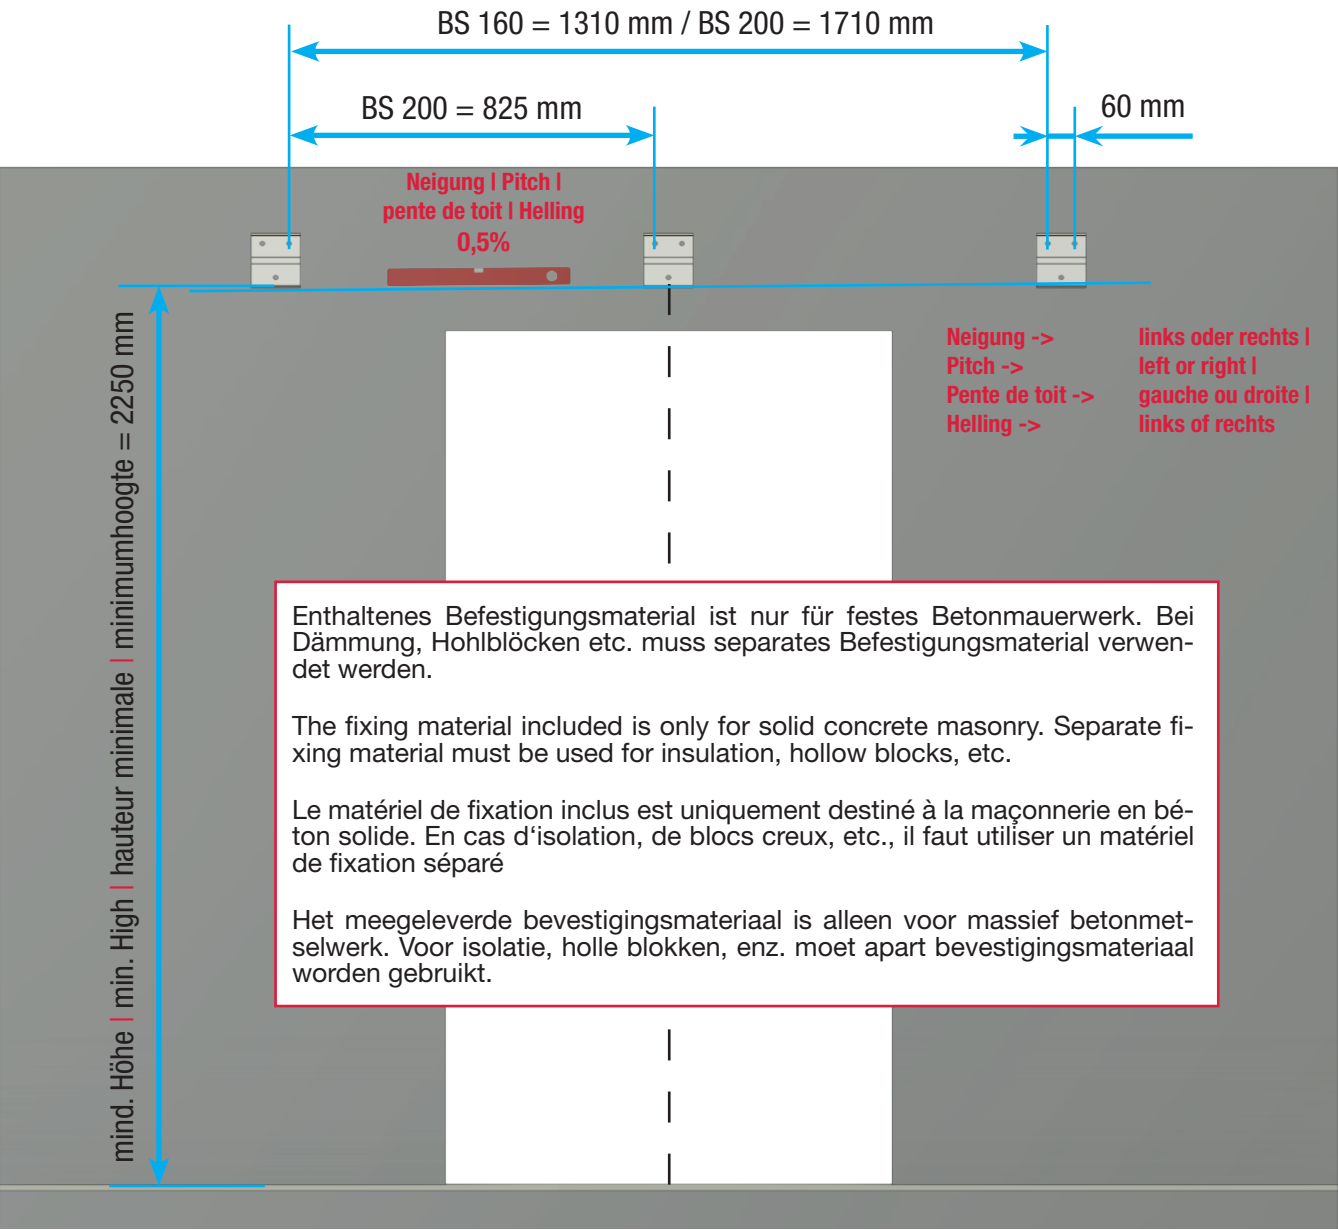 BS 160 = 1310 mm / BS 200 = 1710 mm
BS 200 = 825 mm
60 mm
Neigung | Pitch |
pente de toit | Helling
0,5%
mind. Höhe | min. High | hauteur minimale | minimumhoogte = 2250 mm
Neigung -> links oder rechts |
Pitch -> left or right |
Pente de toit -> gauche ou droite |
Helling -> links of rechts
Enthaltenes Befestigungsmaterial ist nur für festes Betonmauerwerk. Bei
Dämmung, Hohlblöcken etc. muss separates Befestigungsmaterial verwen-
det werden.
The fixing material included is only for solid concrete masonry. Separate fi-
xing material must be used for insulation, hollow blocks, etc.
Le matériel de fixation inclus est uniquement destiné à la maçonnerie en bé-
ton solide. En cas d‘isolation, de blocs creux, etc., il faut utiliser un matériel
de fixation séparé
Het meegeleverde bevestigingsmateriaal is alleen voor massief betonmet-
selwerk. Voor isolatie, holle blokken, enz. moet apart bevestigingsmateriaal
worden gebruikt.